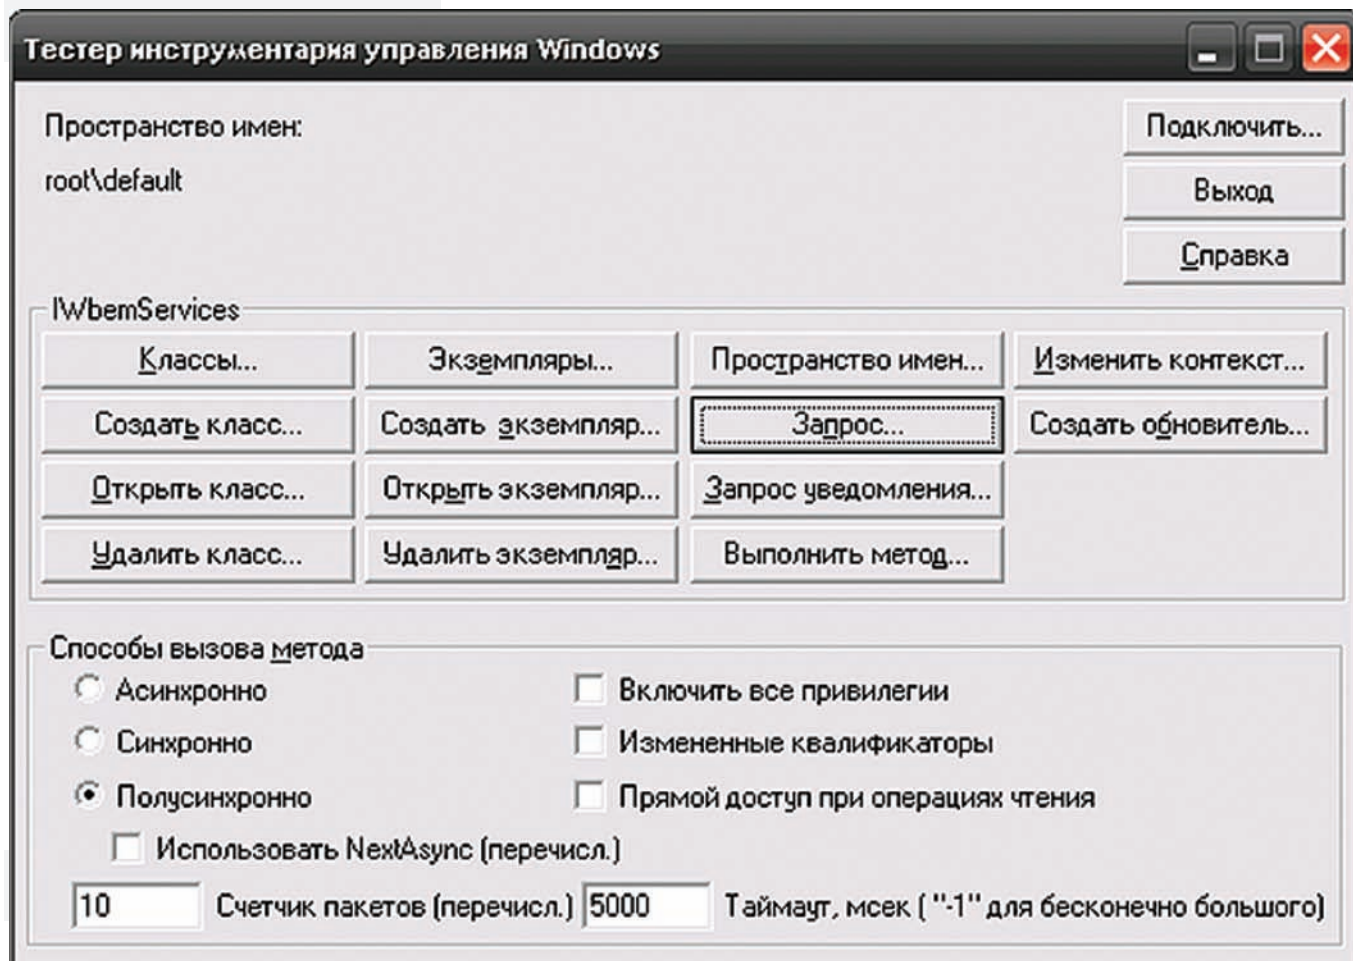 Тестер инструментария управления Windows
Пространство имен:
Подключить...
root\default
Выход
Справка
IWbemServices
Классы... Экземпляры... Пространство имен... Изменить контекст...
Создать класс... Создать экземпляр... Запрос... Создать обновитель...
Открыть класс... Открыть экземпляр... Запрос уведомления...
Удалить класс... Удалить экземпляр... Выполнить метод...
Способы вызова метода
Асинхронно Включить все привилегии
Синхронно Измененные квалификаторы
Полусинхронно Прямой доступ при операциях чтения
Использовать NextAsync (перечисл.)
10 Счетчик пакетов (перечисл.) 5000 Таймаут, мсек ( "-1" для бесконечно большого)